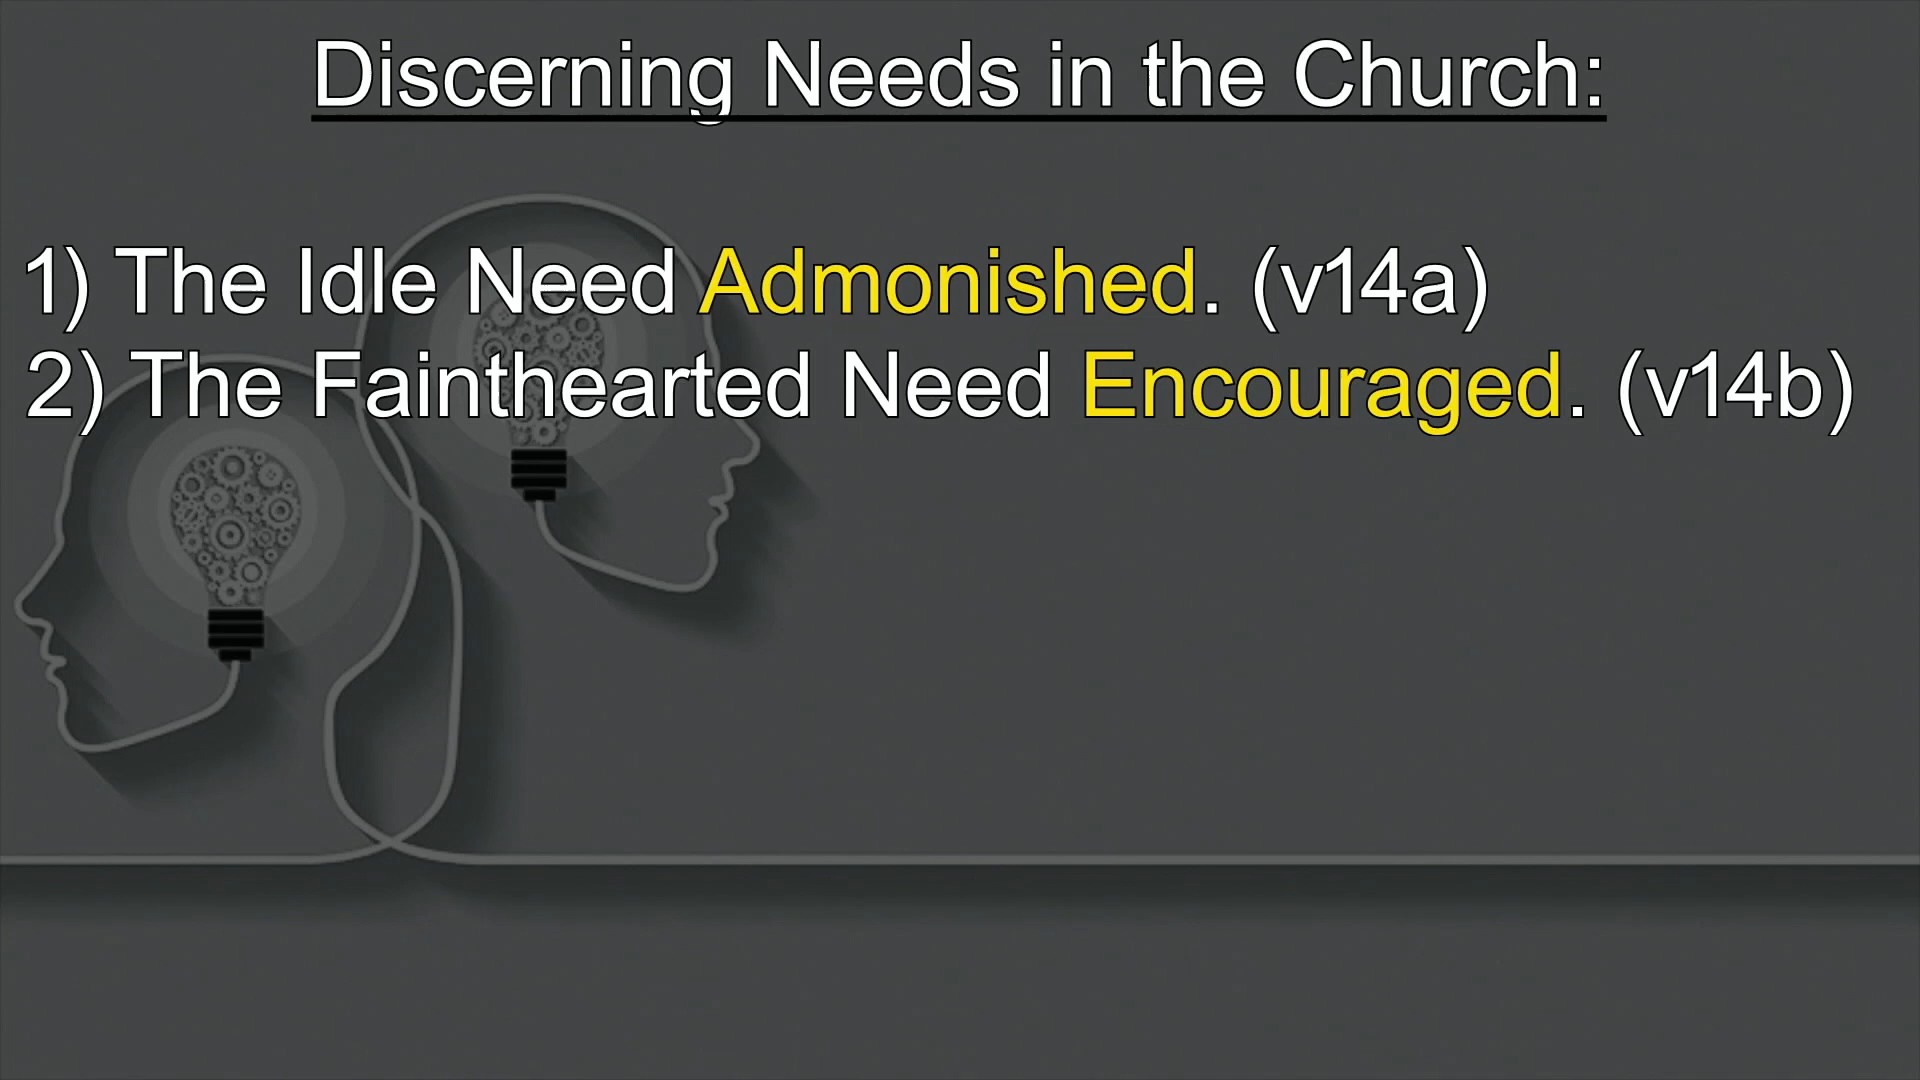 Discerning Needs in the Church:
1) The Idle Need Admonished. (v14a)
2) The Fainthearted Need Encouraged. (v14b)